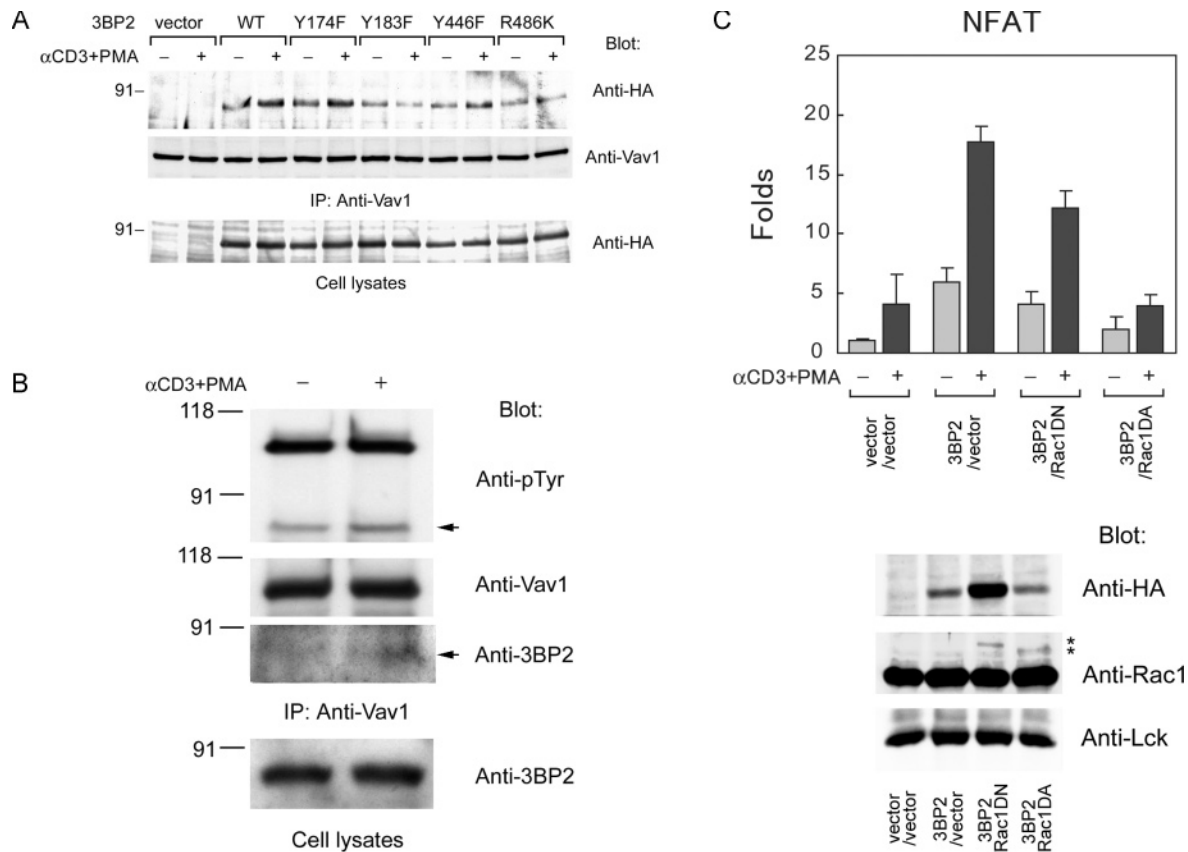 A
3BP2 vector WT Y174F Y183F Y446F R486K
αCD3+PMA – + – + – + – + – + – + Blot:
91– Anti-HA
Anti-Vav1
IP: Anti-Vav1
91– Anti-HA
Cell lysates
B
αCD3+PMA – +
Blot:
118
Anti-pTyr
91
118
Anti-Vav1
91
Anti-3BP2
IP: Anti-Vav1
91
Anti-3BP2
Cell lysates
C
NFAT
25
20
15
10
5
0
Folds
αCD3+PMA – + – + – + – +
vector
/vector
3BP2
/vector
3BP2
/Rac1DN
3BP2
/Rac1DA
Blot:
Anti-HA
*
*
Anti-Rac1
Anti-Lck
vector
/vector
3BP2
/vector
3BP2
Rac1DN
3BP2
Rac1DA